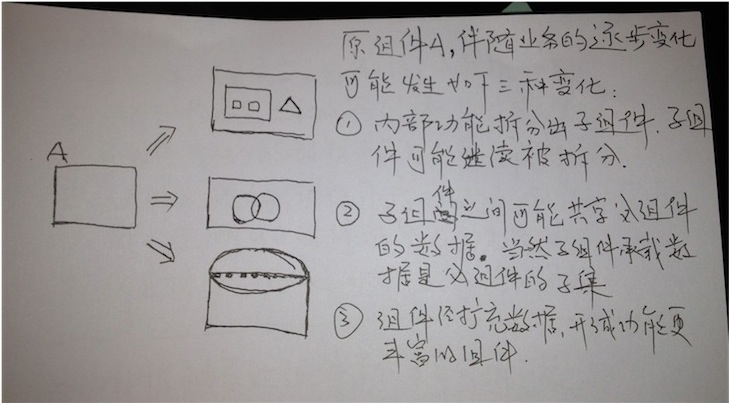 A
原组件A,伴随业务的逐步变化
可能发生如下三种变化:
① 内部功能拆分出子组件.子组
件可能继续被拆分.
② 子组件之间可能共享父组件
的数据。当然子组件承载数
据是父组件的子集
③ 组件经扩充数据,形成功能更
丰富的组件.